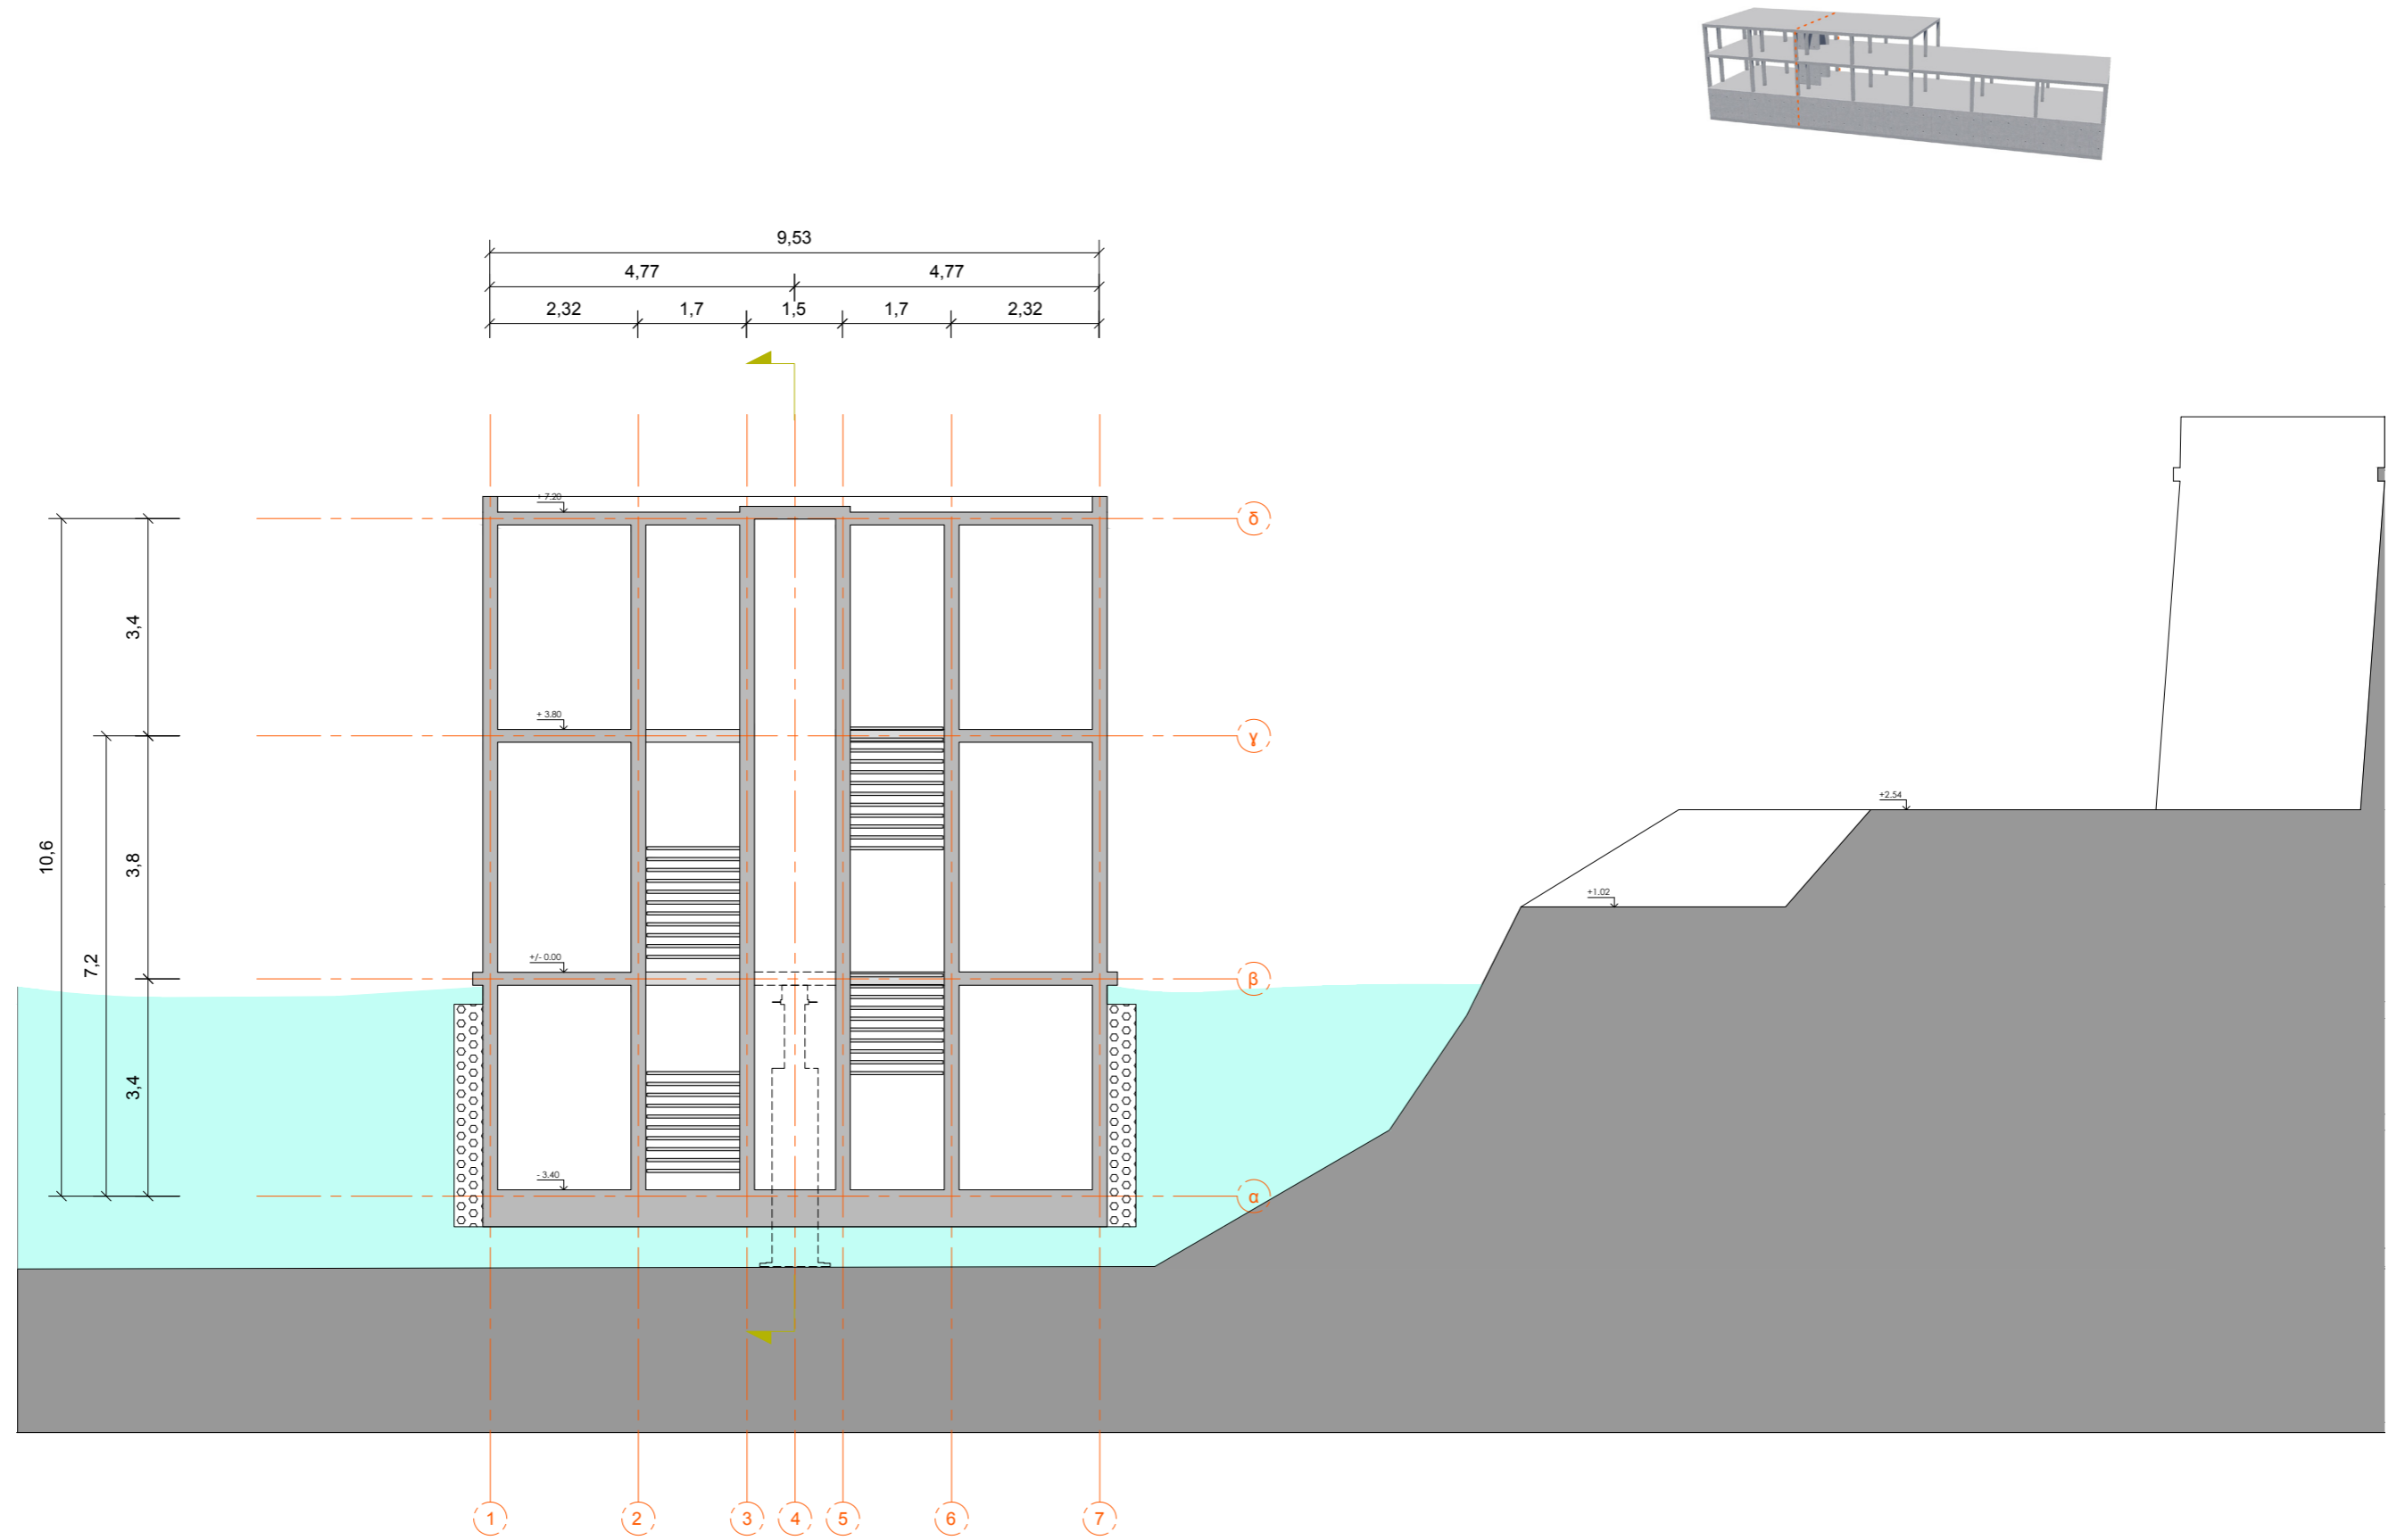 9,53
4,77 4,77
2,32 1,7 1,5 1,7 2,32
+ 7.20
δ
3,4
+ 3.80
γ
+2.54
10,6
3,8
+1.02
7,2
+/- 0.00
β
3,4
- 3.40
α
1 2 3 4 5 6 7